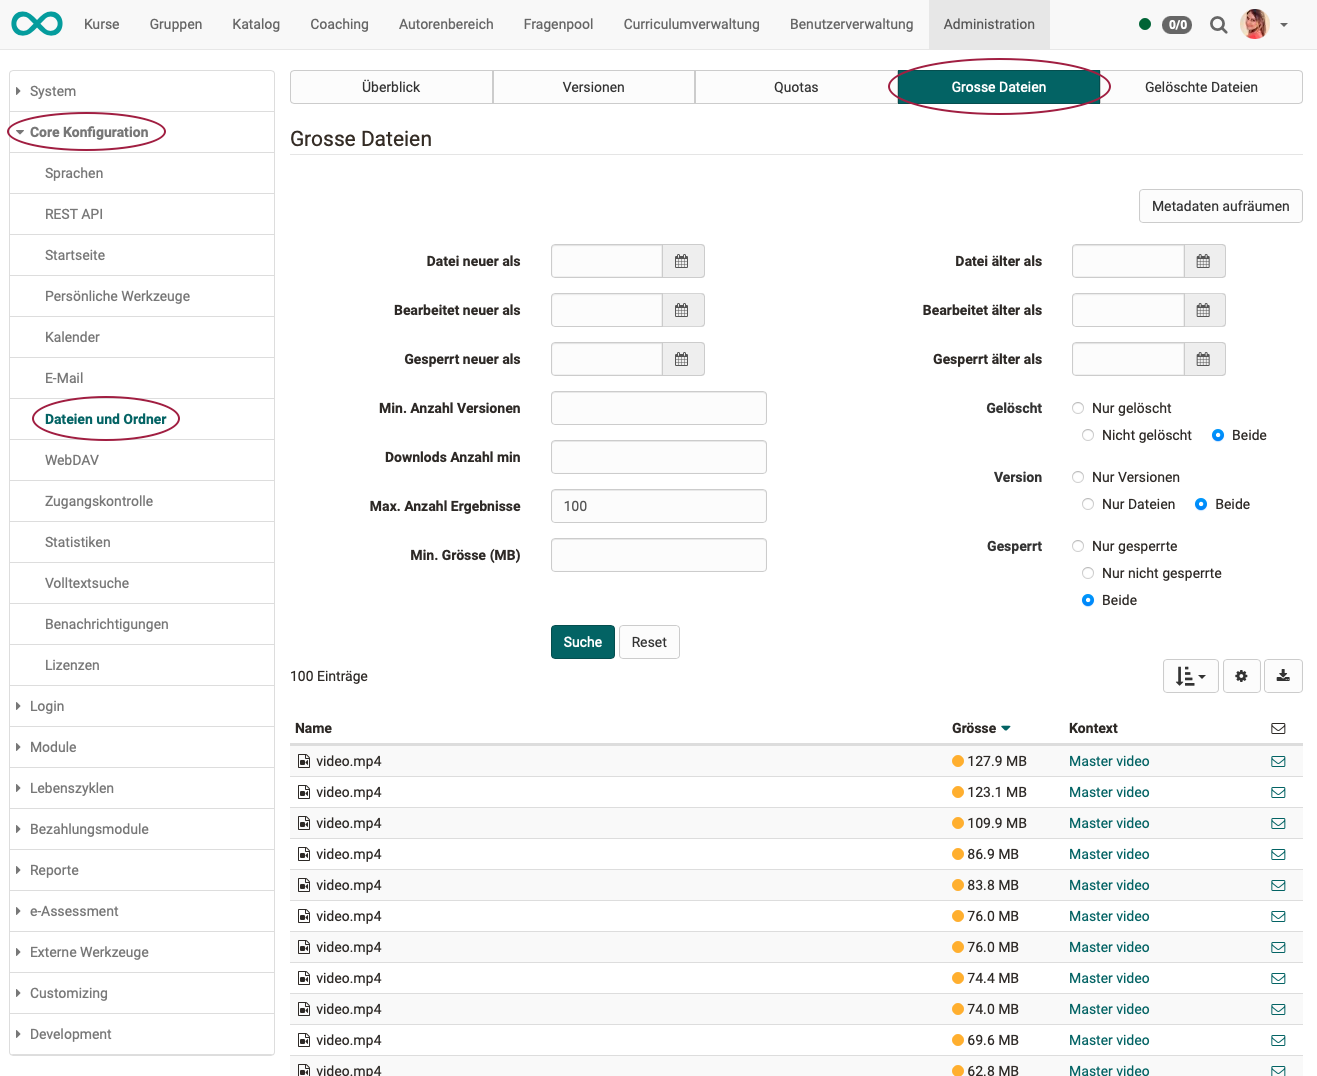 Kurse Gruppen Katalog Coaching Autorenbereich Fragenpool Curriculumverwaltung Benutzerverwaltung Administration 0/0
System
Core Konfiguration
Sprachen
REST API
Startseite
Persönliche Werkzeuge
Kalender
E-Mail
Dateien und Ordner
WebDAV
Zugangskontrolle
Statistiken
Volltextsuche
Benachrichtigungen
Lizenzen
Login
Module
Lebenszyklen
Bezahlungsmodule
Reporte
e-Assessment
Externe Werkzeuge
Customizing
Development
Überblick Versionen Quotas Grosse Dateien Gelöschte Dateien
Grosse Dateien
Metadaten aufräumen
Datei neuer als
Bearbeitet neuer als
Gesperrt neuer als
Min. Anzahl Versionen
Downlods Anzahl min
Max. Anzahl Ergebnisse 100
Min. Grösse (MB)
Datei älter als
Bearbeitet älter als
Gesperrt älter als
Gelöscht Nur gelöscht
Nicht gelöscht Beide
Version Nur Versionen
Nur Dateien Beide
Gesperrt Nur gesperrte
Nur nicht gesperrte
Beide
Suche Reset
100 Einträge
Name Grösse Kontext
video.mp4 127.9 MB Master video
video.mp4 123.1 MB Master video
video.mp4 109.9 MB Master video
video.mp4 86.9 MB Master video
video.mp4 83.8 MB Master video
video.mp4 76.0 MB Master video
video.mp4 76.0 MB Master video
video.mp4 74.4 MB Master video
video.mp4 74.0 MB Master video
video.mp4 69.6 MB Master video
video.mp4 62.8 MB Master video